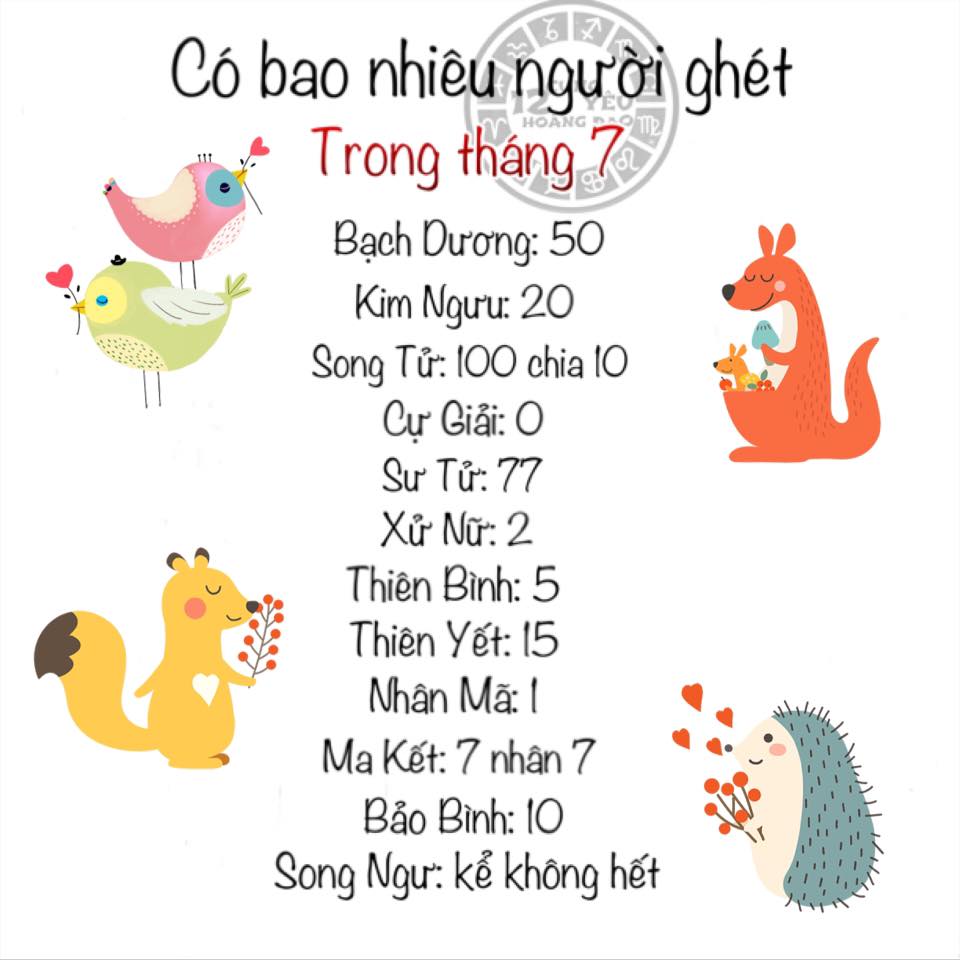 Có bao nhiêu người ghét
12 CUNG YÊU
HOÀNG ĐẠO
Trong tháng 7
Bạch Dương: 50
Kim Ngưu: 20
Song Tử: 100 chia 10
Cự Giải: 0
Sư Tử: 77
Xử Nữ: 2
Thiên Bình: 5
Thiên Yết: 15
Nhân Mã: 1
Ma Kết: 7 nhân 7
Bảo Bình: 10
Song Ngư: kể không hết